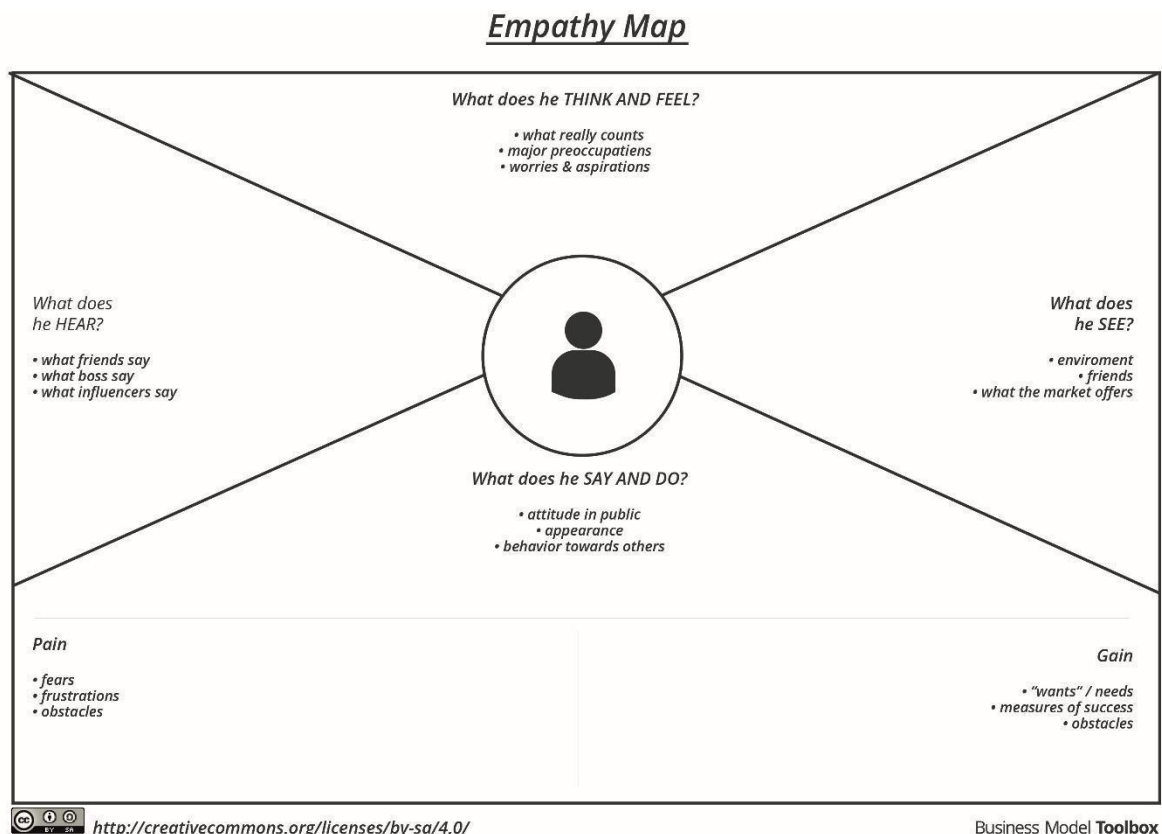 Empathy Map
What does he THINK AND FEEL?
• what really counts
• major preoccupatiens
• worries & aspirations
What does
he HEAR?
• what friends say
• what boss say
• what influencers say
What does
he SEE?
• enviroment
• friends
• what the market offers
What does he SAY AND DO?
• attitude in public
• appearance
• behavior towards others
Pain
• fears
• frustrations
• obstacles
Gain
• “wants” / needs
• measures of success
• obstacles
cc BY SA
http://creativecommons.org/licenses/by-sa/4.0/
Business Model Toolbox